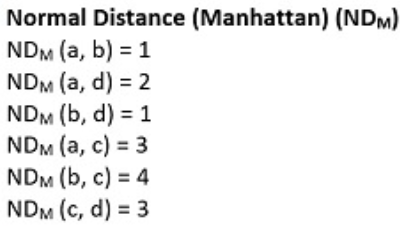 Normal Distance (Manhattan) (NDM)
NDM (a, b) = 1
NDM (a, d) = 2
NDM (b, d) = 1
NDM (a, c) = 3
NDM (b, c) = 4
NDM (c, d) = 3